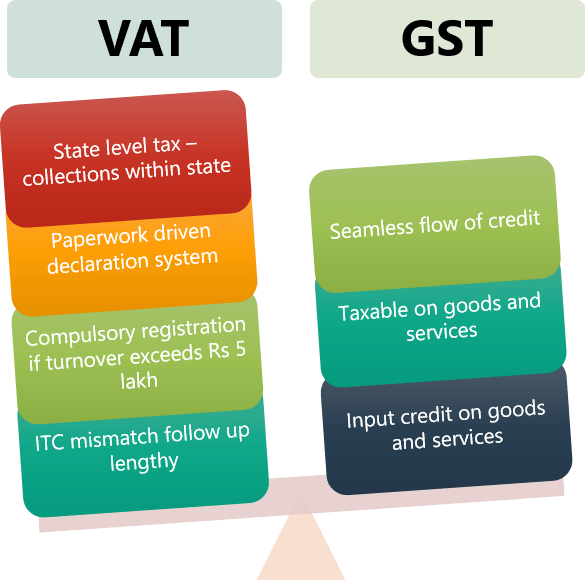 VAT
State level tax –
collections within state
Paperwork driven
declaration system
Compulsory registration
if turnover exceeds Rs 5
lakh
ITC mismatch follow up
lengthy
GST
Seamless flow of credit
Taxable on goods and
services
Input credit on goods
and services